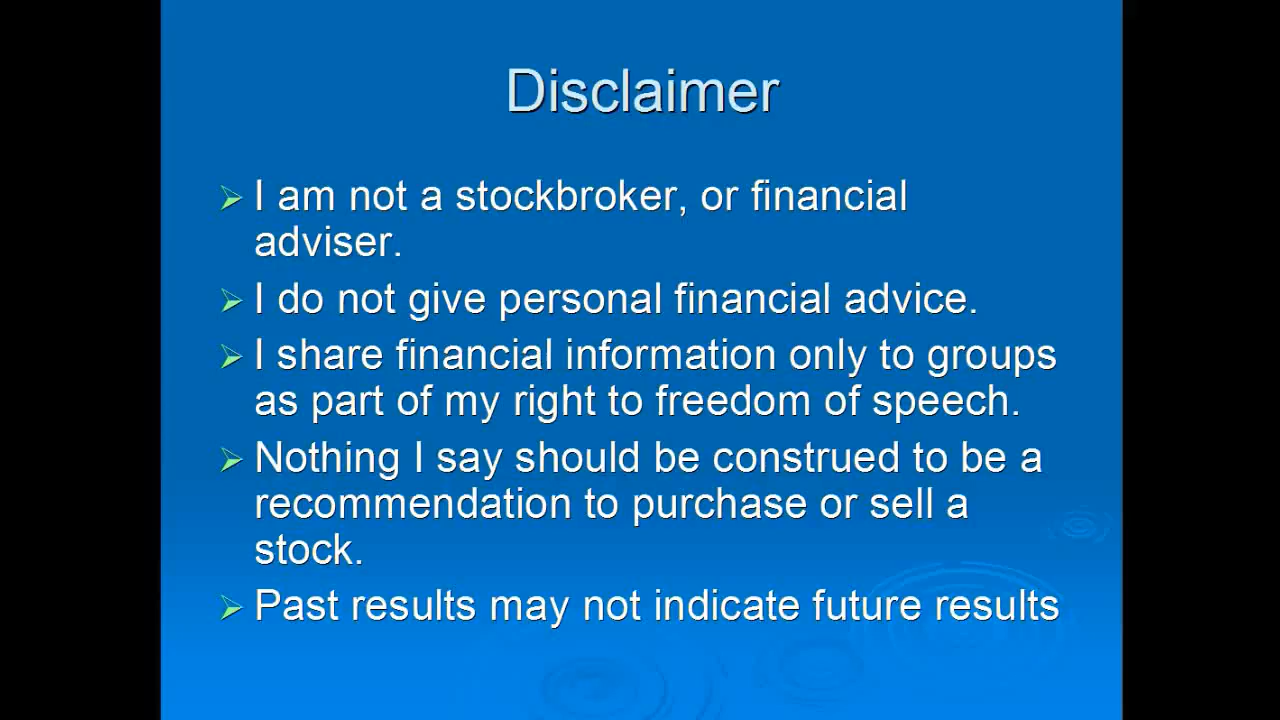 Disclaimer
I am not a stockbroker, or financial
adviser.
I do not give personal financial advice.
I share financial information only to groups
as part of my right to freedom of speech.
Nothing I say should be construed to be a
recommendation to purchase or sell a
stock.
Past results may not indicate future results